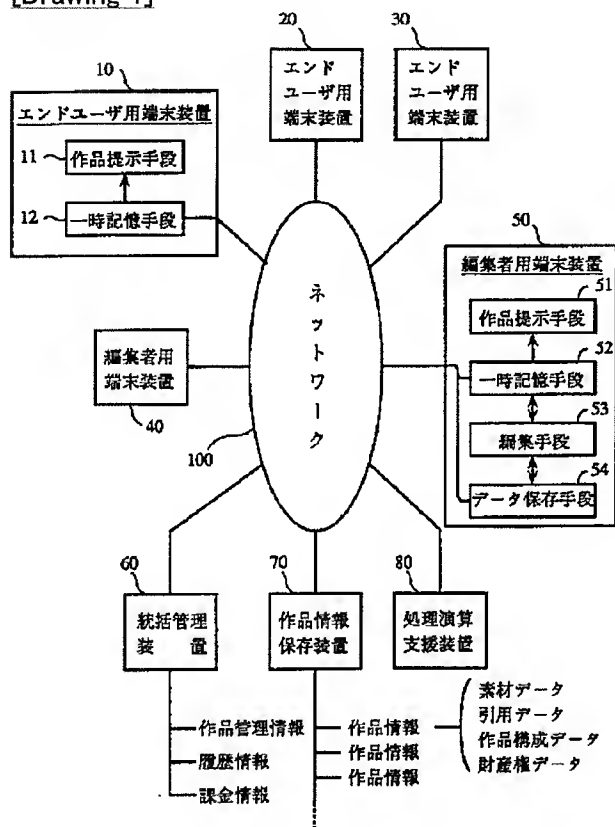 [Drawing 1]
10
エンドユーザ用端末装置
11
作品提示手段
12
一時記憶手段
20
エンド
ユーザ用
端末装置
30
エンド
ユーザ用
端末装置
ネットワーク
100
編集者用
端末装置
40
50
編集者用端末装置
51
作品提示手段
52
一時記憶手段
53
編集手段
54
データ保存手段
60
統括管理
装 置
作品管理情報
履歴情報
課金情報
70
作品情報
保存装置
作品情報
作品情報
作品情報
80
処理演算
支援装置
素材データ
引用データ
作品構成データ
財産権データ